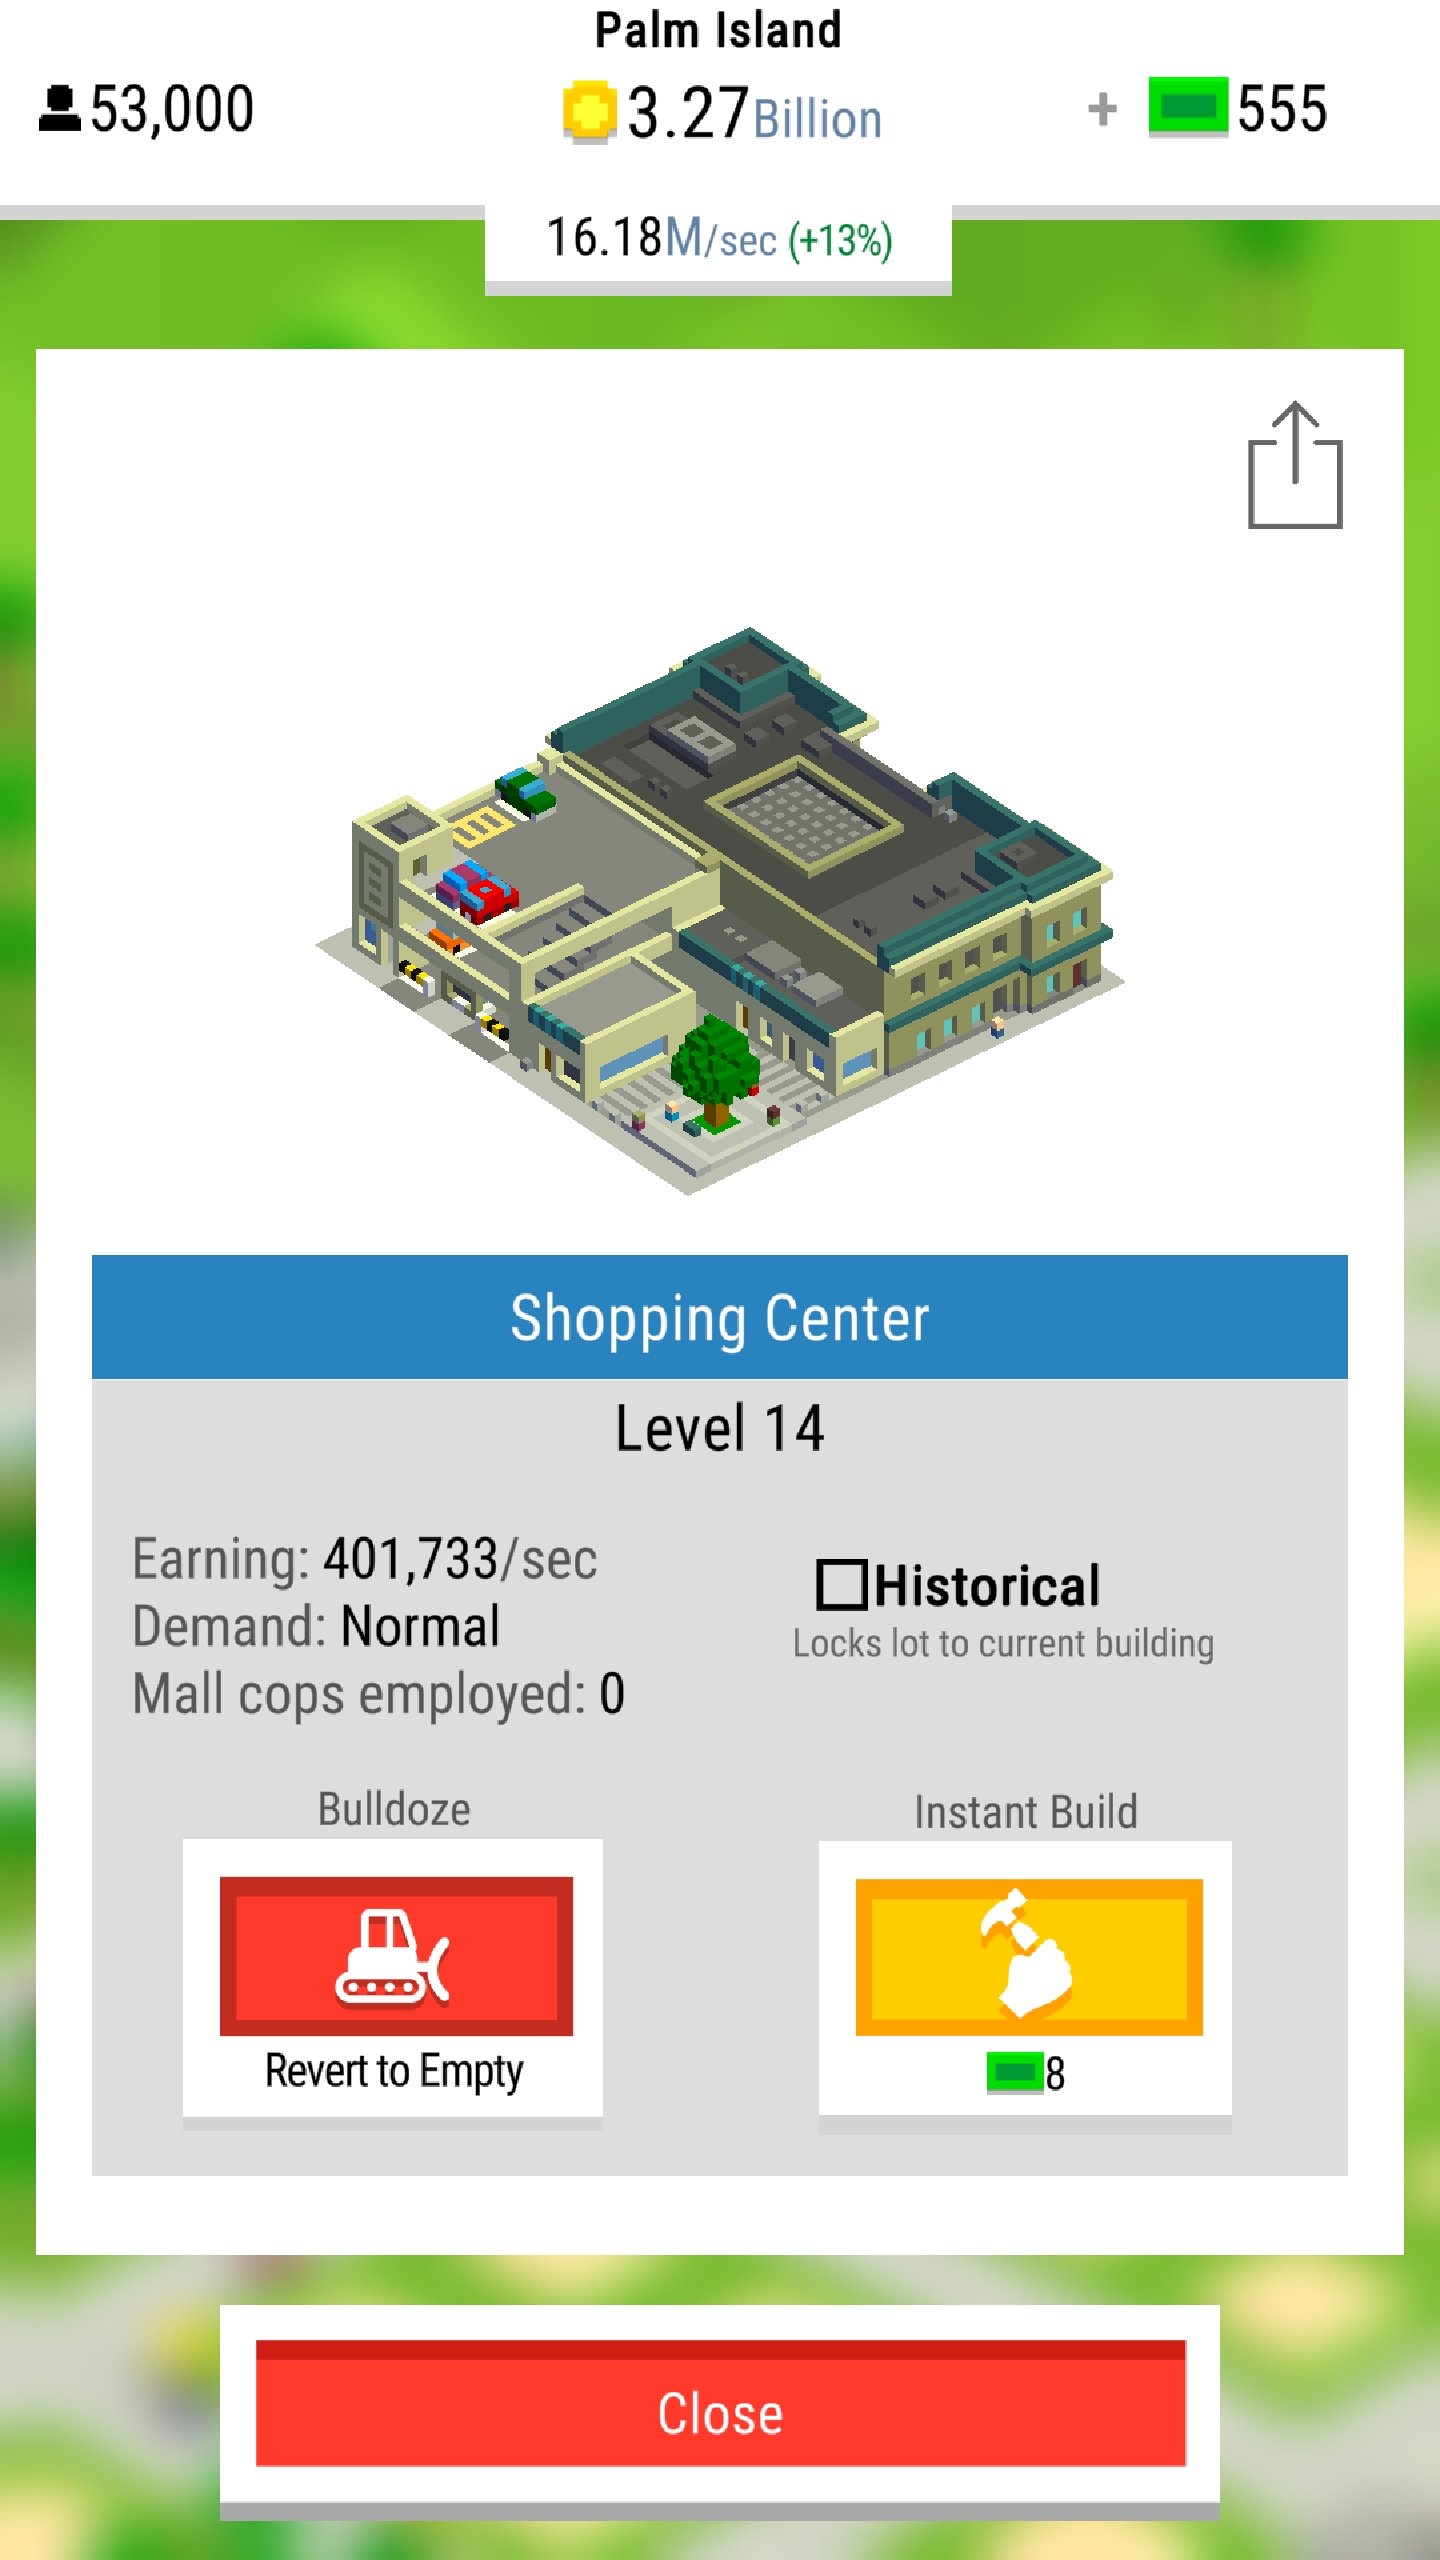 Palm Island
53,000
3.27Billion
+ 555
16.18M/sec (+13%)
Shopping Center
Level 14
Earning: 401,733/sec
Demand: Normal
Mall cops employed: 0
Historical
Locks lot to current building
Bulldoze
Revert to Empty
Instant Build
8
Close